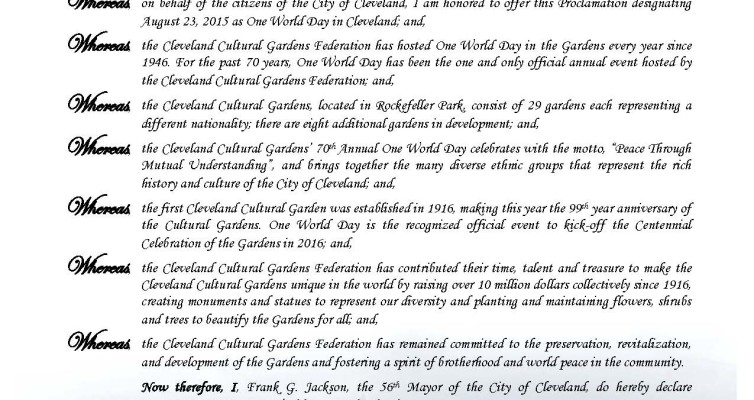 Whereas, on behalf of the citizens of the City of Cleveland, I am honored to offer this Proclamation designating
August 23, 2015 as One World Day in Cleveland; and,
Whereas, the Cleveland Cultural Gardens Federation has hosted One World Day in the Gardens every year since
1946. For the past 70 years, One World Day has been the one and only official annual event hosted by
the Cleveland Cultural Gardens Federation; and,
Whereas, the Cleveland Cultural Gardens, located in Rockefeller Park, consist of 29 gardens each representing a
different nationality; there are eight additional gardens in development; and,
Whereas, the Cleveland Cultural Gardens' 70th Annual One World Day celebrates with the motto, "Peace Through
Mutual Understanding", and brings together the many diverse ethnic groups that represent the rich
history and culture of the City of Cleveland; and,
Whereas, the first Cleveland Cultural Garden was established in 1916, making this year the 99th year anniversary of
the Cultural Gardens. One World Day is the recognized official event to kick-off the Centennial
Celebration of the Gardens in 2016; and,
Whereas, the Cleveland Cultural Gardens Federation has contributed their time, talent and treasure to make the
Cleveland Cultural Gardens unique in the world by raising over 10 million dollars collectively since 1916,
creating monuments and statues to represent our diversity and planting and maintaining flowers, shrubs
and trees to beautify the Gardens for all; and,
Whereas, the Cleveland Cultural Gardens Federation has remained committed to the preservation, revitalization,
and development of the Gardens and fostering a spirit of brotherhood and world peace in the community.
Now therefore, I, Frank G. Jackson, the 56th Mayor of the City of Cleveland, do hereby declare